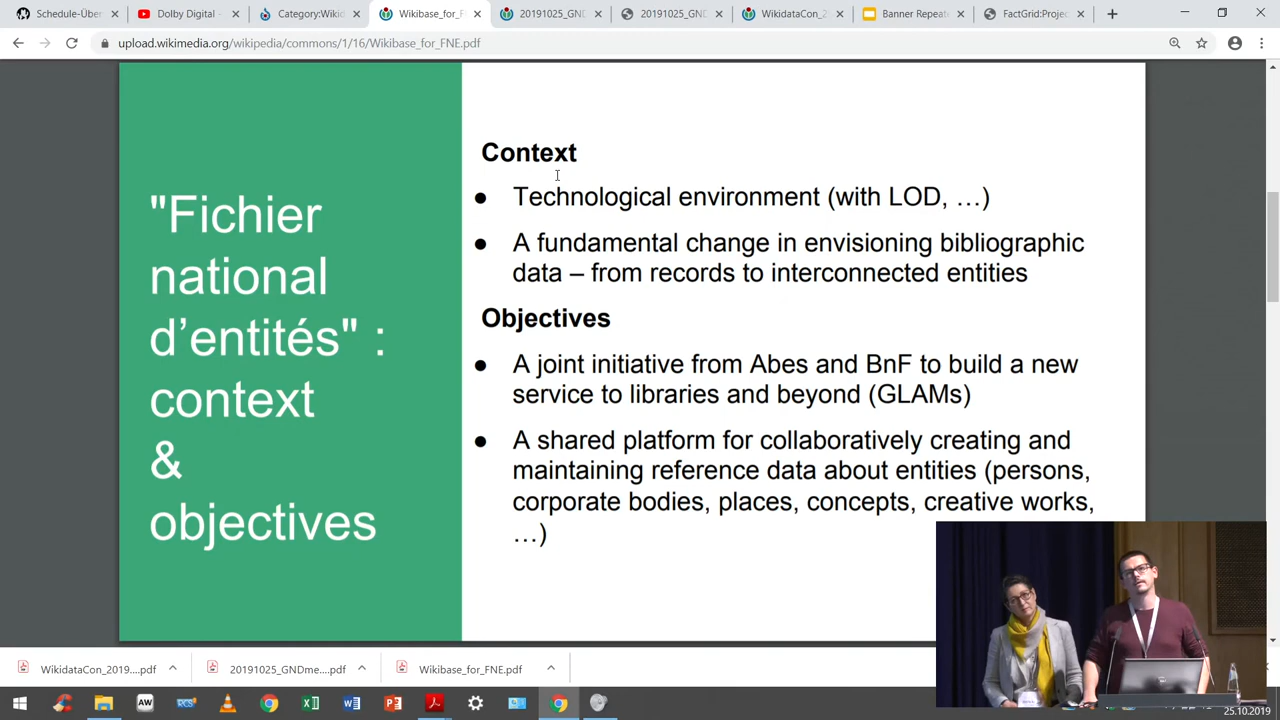 Schedule-Über
Dolby Digital -
Category:Wikid
Wikibase_for_F
20191025_GND
20191025_GND
WikidataCon_2
Banner Repeate
FactGrid:Projec
upload.wikimedia.org/wikipedia/commons/1/16/Wikibase_for_FNE.pdf
"Fichier
national
d’entités" :
context
&
objectives
Context
● Technological environment (with LOD, …)
● A fundamental change in envisioning bibliographic
data – from records to interconnected entities
Objectives
● A joint initiative from Abes and BnF to build a new
service to libraries and beyond (GLAMs)
● A shared platform for collaboratively creating and
maintaining reference data about entities (persons,
corporate bodies, places, concepts, creative works,
…)
WikidataCon_2019....pdf
20191025_GNDme....pdf
Wikibase_for_FNE.pdf
AW
25.10.2019